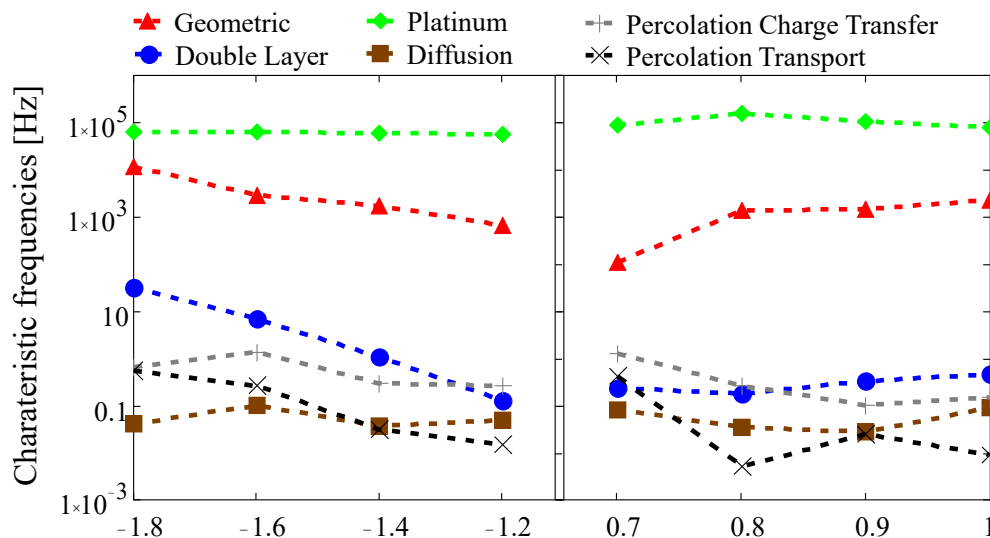 Geometric
Platinum
Percolation Charge Transfer
Double Layer
Diffusion
Percolation Transport
Charateristic frequencies [Hz]
1×10^5
1×10^3
10
0.1
1×10^-3
-1.8
-1.6
-1.4
-1.2
0.7
0.8
0.9
1